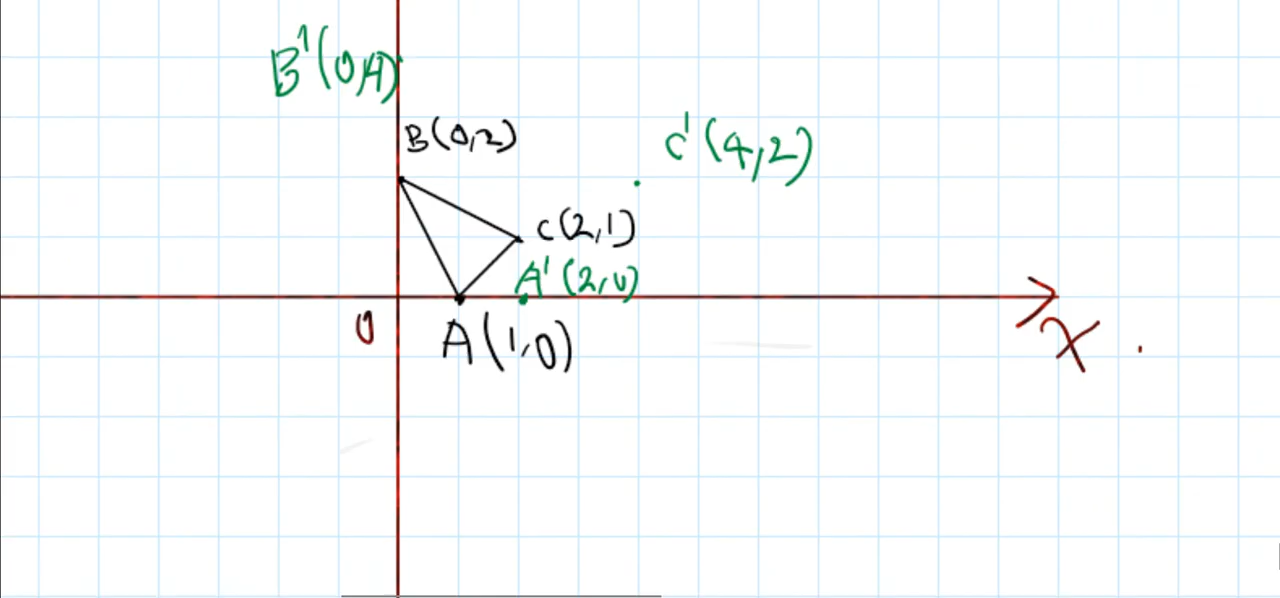 B'(0,4)
B(0,2)
C'(4,2)
C(2,1)
A'(2,0)
0
A(1,0)
X